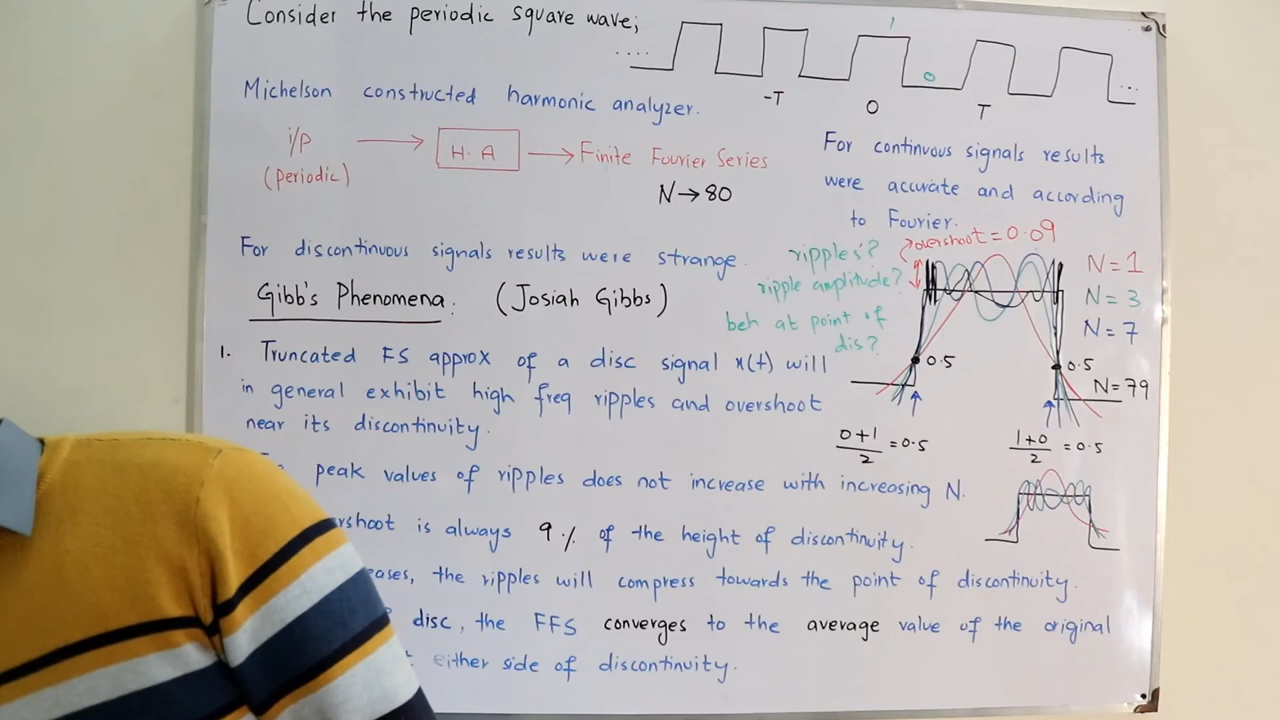 Consider the periodic square wave;
....
...
1
0
-T
0
T
Michelson constructed harmonic analyzer.
i/p
(periodic)
H. A
Finite Fourier Series
N→80
For continuous signals results
were accurate and according
to Fourier.
For discontinuous signals results were strange.
Gibb's Phenomena: (Josiah Gibbs)
ripples?
ripple amplitude?
beh at point of
dis?
overshoot = 0.09
N=1
N=3
N=7
0.5
0.5
N=79
0+1/2 = 0.5
1+0/2 = 0.5
1. Truncated FS approx of a disc signal x(t) will
in general exhibit high freq ripples and overshoot
near its discontinuity.
peak values of ripples does not increase with increasing N.
ershoot is always 9% of the height of discontinuity.
eases, the ripples will compress towards the point of discontinuity.
disc, the FFS converges to the average value of the original
either side of discontinuity.